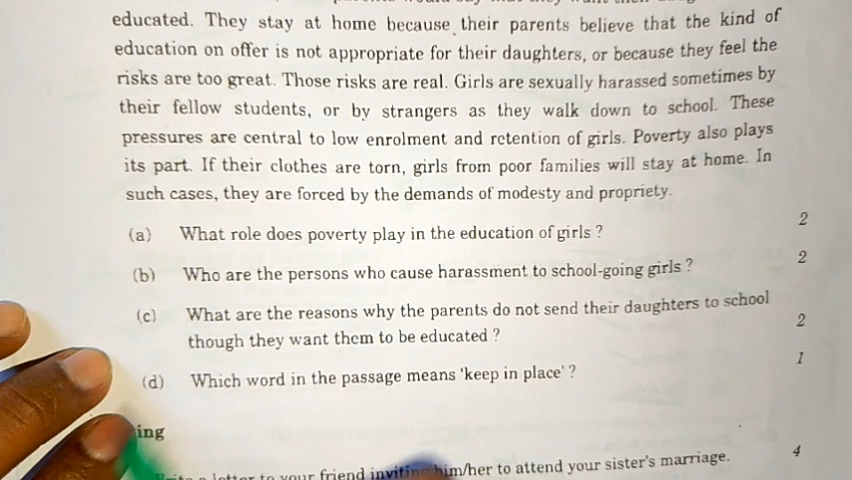 educated. They stay at home because their parents believe that the kind of
education on offer is not appropriate for their daughters, or because they feel the
risks are too great. Those risks are real. Girls are sexually harassed sometimes by
their fellow students, or by strangers as they walk down to school. These
pressures are central to low enrolment and retention of girls. Poverty also plays
its part. If their clothes are torn, girls from poor families will stay at home. In
such cases, they are forced by the demands of modesty and propriety.
(a) What role does poverty play in the education of girls ? 2
(b) Who are the persons who cause harassment to school-going girls ? 2
(c) What are the reasons why the parents do not send their daughters to school
though they want them to be educated ? 2
(d) Which word in the passage means 'keep in place' ? 1
ing
a letter to your friend inviting him/her to attend your sister's marriage. 4